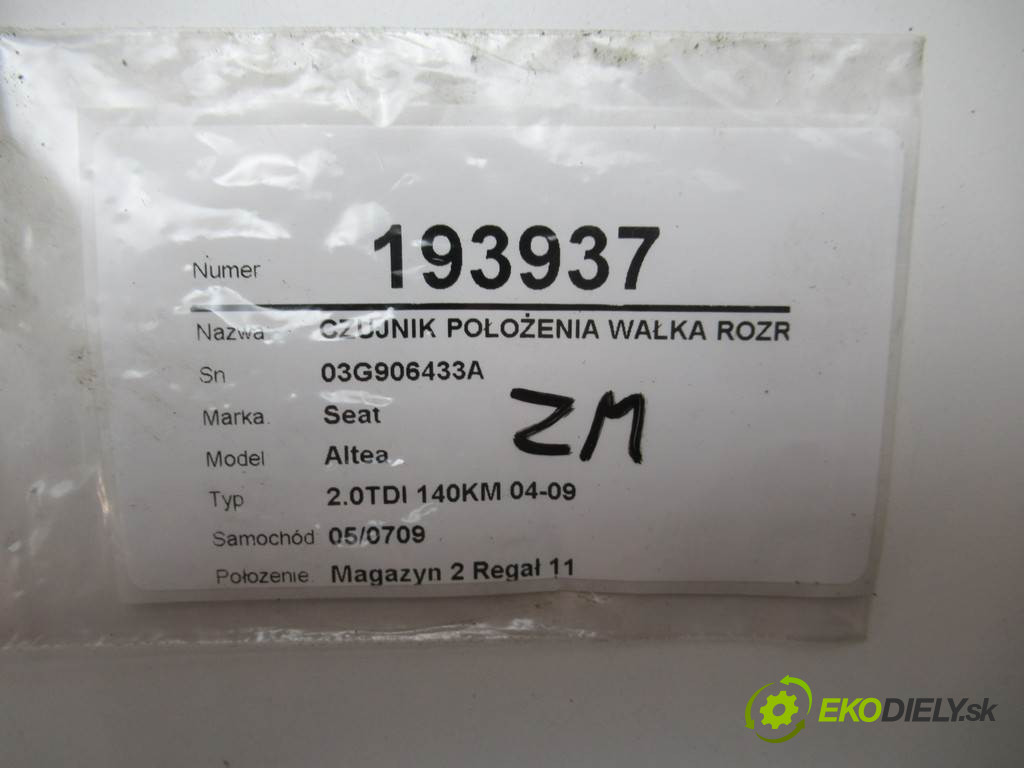 Numer 193937
Nazwa CZUJNIK POŁOŻENIA WAŁKA ROZR
Sn 03G906433A
Marka Seat
Model Altea
ZM
Typ 2.0TDI 140KM 04-09
Samochód 05/0709
Położenie Magazyn 2 Regał 11
EKODIELY.sk